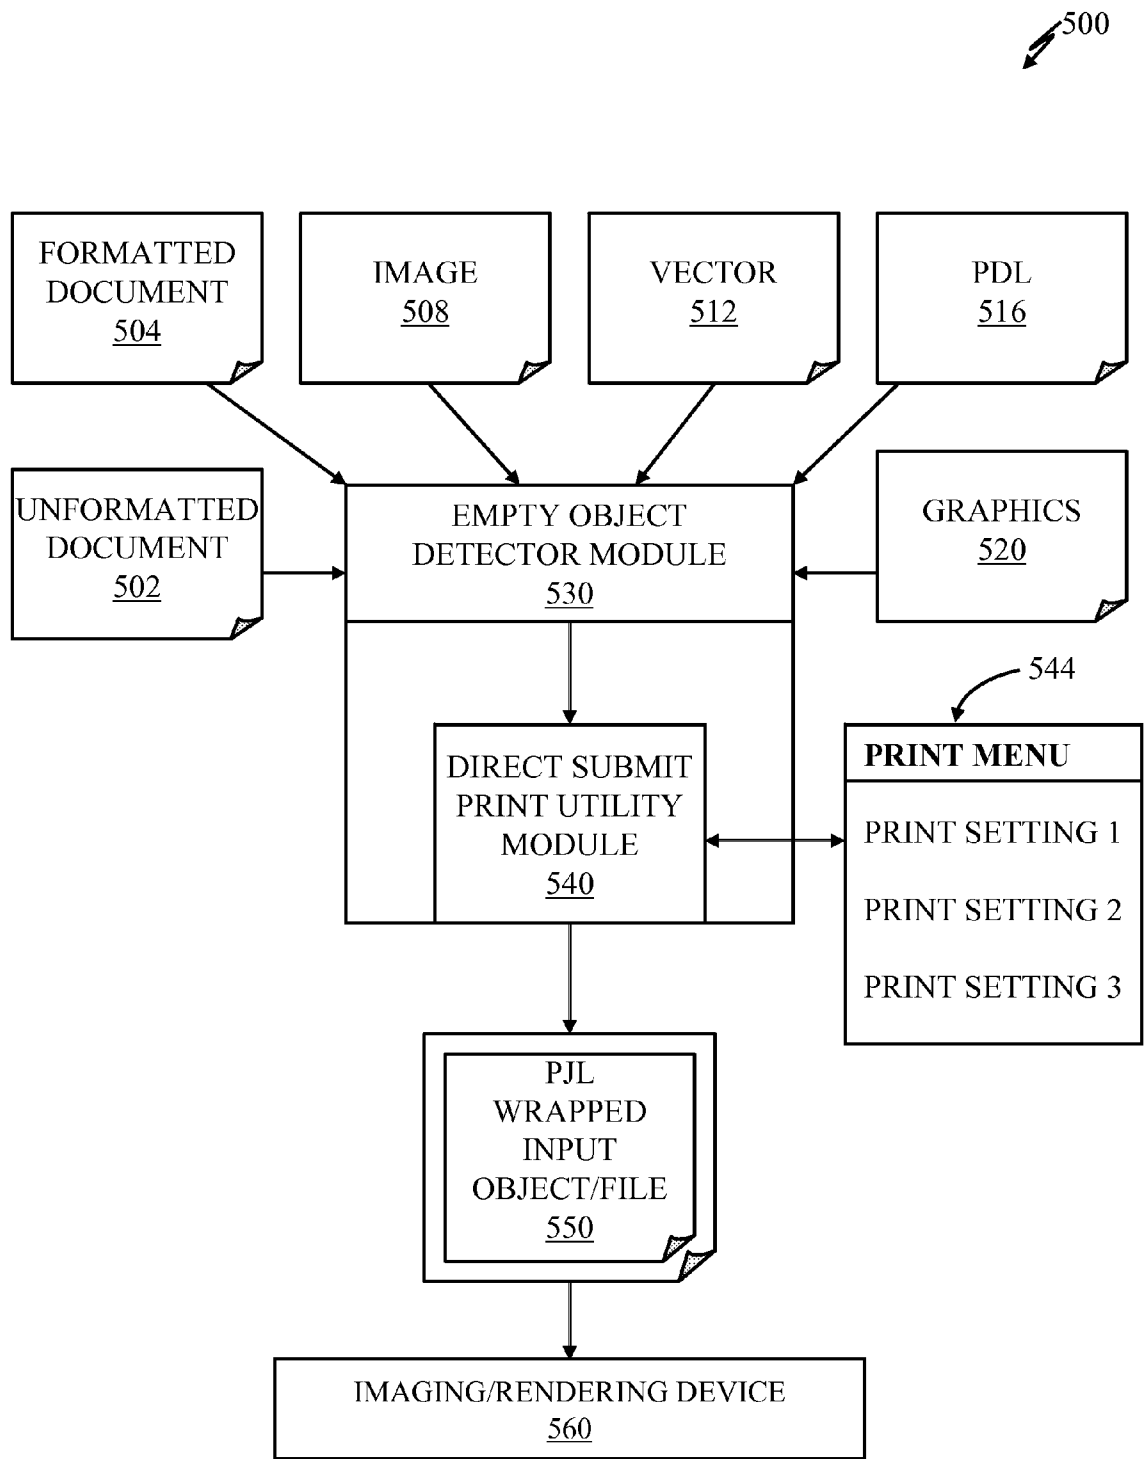 500
FORMATTED
DOCUMENT
504
IMAGE
508
VECTOR
512
PDL
516
UNFORMATTED
DOCUMENT
502
EMPTY OBJECT
DETECTOR MODULE
530
GRAPHICS
520
544
DIRECT SUBMIT
PRINT UTILITY
MODULE
540
PRINT MENU
PRINT SETTING 1
PRINT SETTING 2
PRINT SETTING 3
PJL
WRAPPED
INPUT
OBJECT/FILE
550
IMAGING/RENDERING DEVICE
560